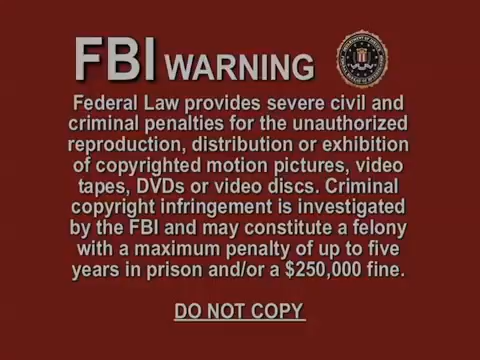 FBI WARNING
Federal Law provides severe civil and
criminal penalties for the unauthorized
reproduction, distribution or exhibition
of copyrighted motion pictures, video
tapes, DVDs or video discs. Criminal
copyright infringement is investigated
by the FBI and may constitute a felony
with a maximum penalty of up to five
years in prison and/or a $250,000 fine.
DO NOT COPY